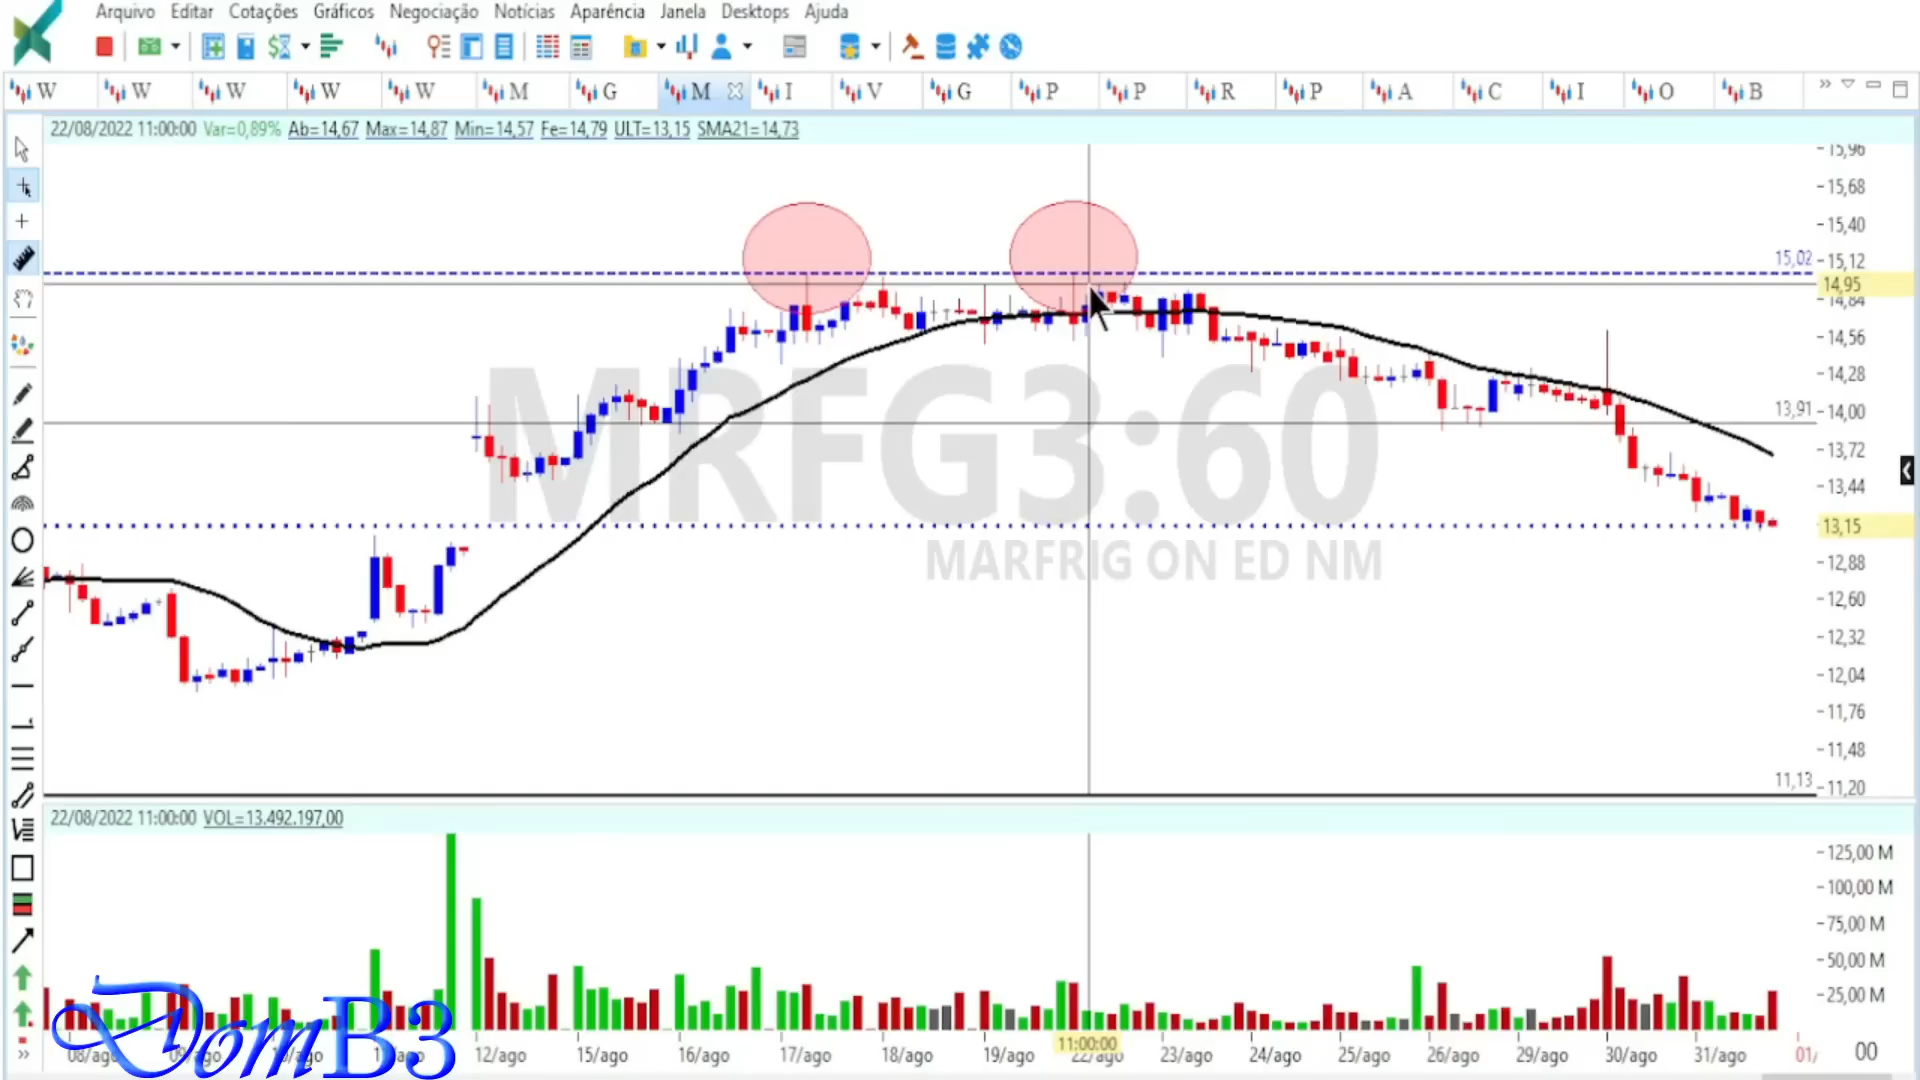 Arquivo Editar Cotações Gráficos Negociação Notícias Aparência Janela Desktops Ajuda
W W W W W M G M I V G P P R P A C I O B
22/08/2022 11:00:00 Var=0,89% Ab=14,67 Max=14,87 Min=14,57 Fe=14,79 ULT=13,15 SMA21=14,73
15,96
15,68
15,40
15,02 15,12
14,95
14,84
14,56
14,28
13,91 14,00
13,72
13,44
13,15
12,88
12,60
12,32
12,04
11,76
11,48
11,13 11,20
MRFG3:60
MARFRIG ON ED NM
22/08/2022 11:00:00 VOL=13.492.197,00
125,00 M
100,00 M
75,00 M
50,00 M
25,00 M
DomB3
11:00:00
08/ago 12/ago 15/ago 16/ago 17/ago 18/ago 19/ago 22/ago 23/ago 24/ago 25/ago 26/ago 29/ago 30/ago 31/ago 01/ 00